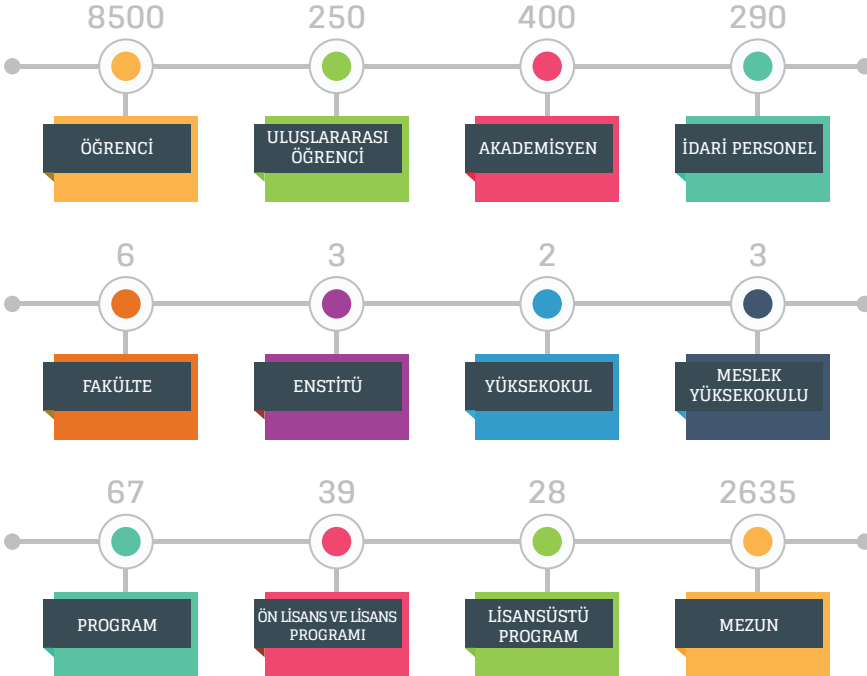 8500
250
400
290
ÖĞRENCİ
ULUSLARARASI
ÖĞRENCİ
AKADEMİSYEN
İDARİ PERSONEL
6
3
2
3
FAKÜLTE
ENSTİTÜ
YÜKSEKOKUL
MESLEK
YÜKSEKOKULU
67
39
28
2635
PROGRAM
ÖN LİSANS VE LİSANS
PROGRAMI
LİSANSÜSTÜ
PROGRAM
MEZUN